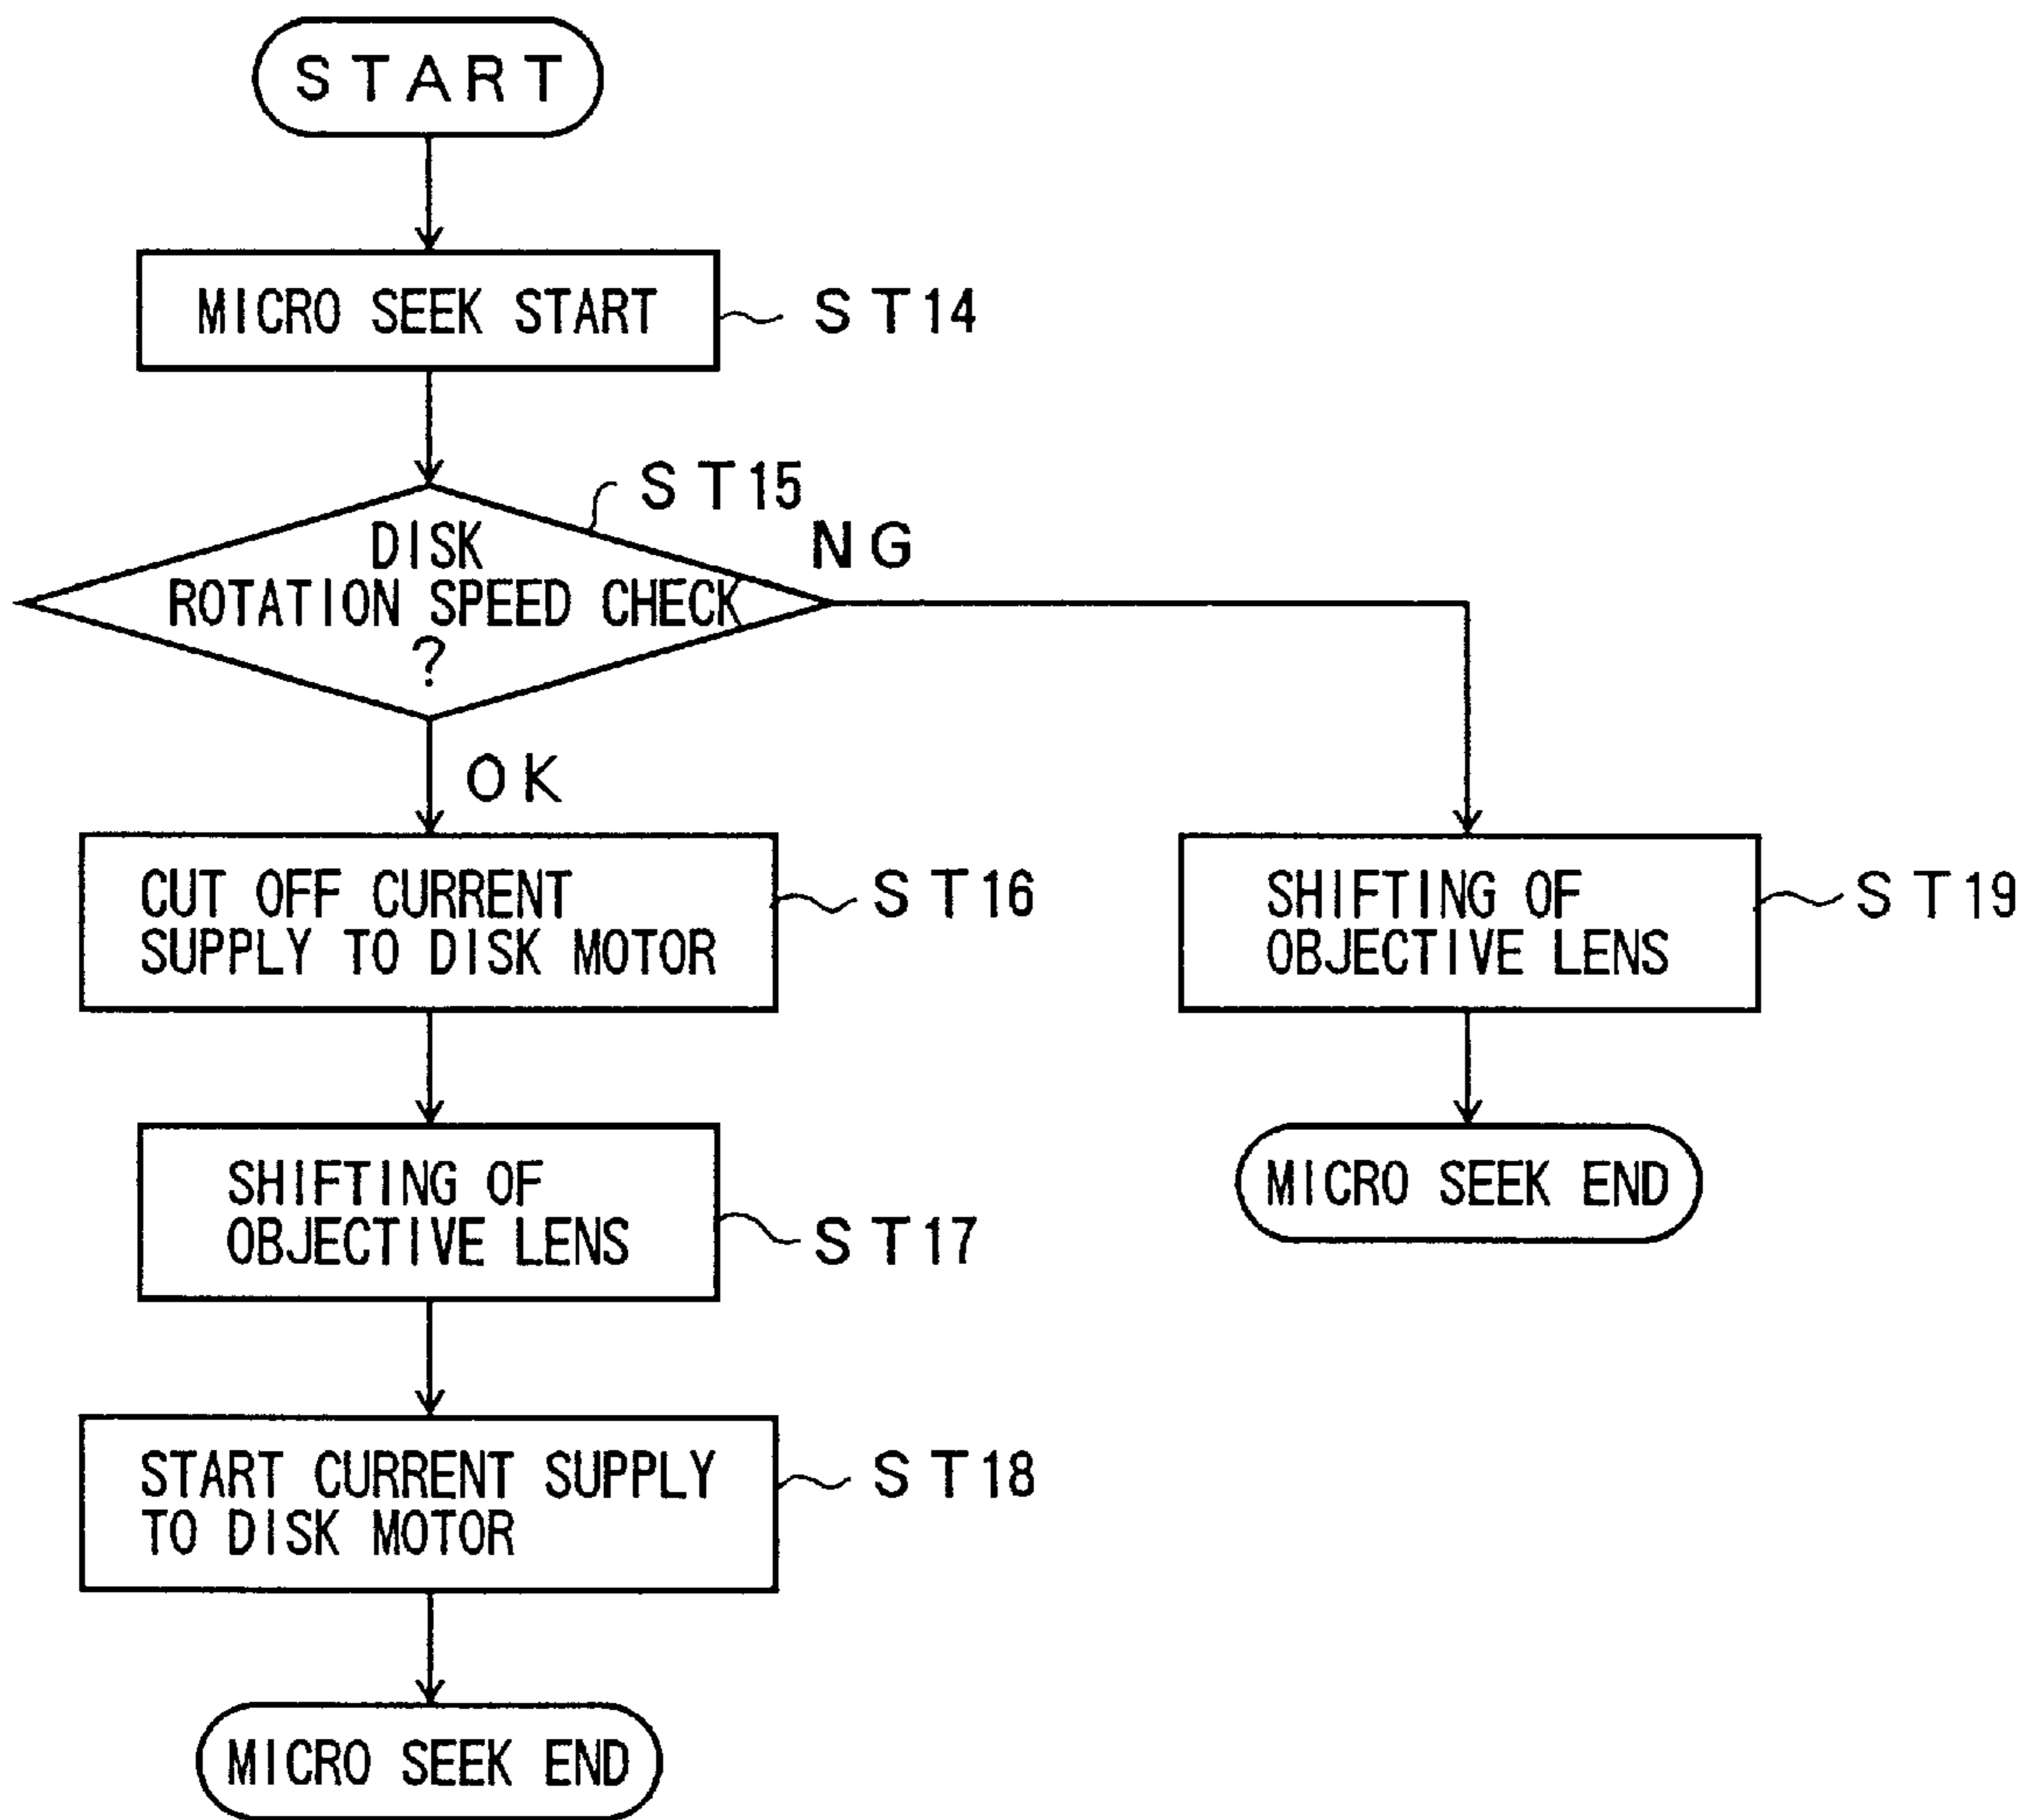 START
MICRO SEEK START
ST14
ST15
DISK
ROTATION SPEED CHECK
?
NG
OK
CUT OFF CURRENT
SUPPLY TO DISK MOTOR
ST16
SHIFTING OF
OBJECTIVE LENS
ST19
SHIFTING OF
OBJECTIVE LENS
ST17
MICRO SEEK END
START CURRENT SUPPLY
TO DISK MOTOR
ST18
MICRO SEEK END